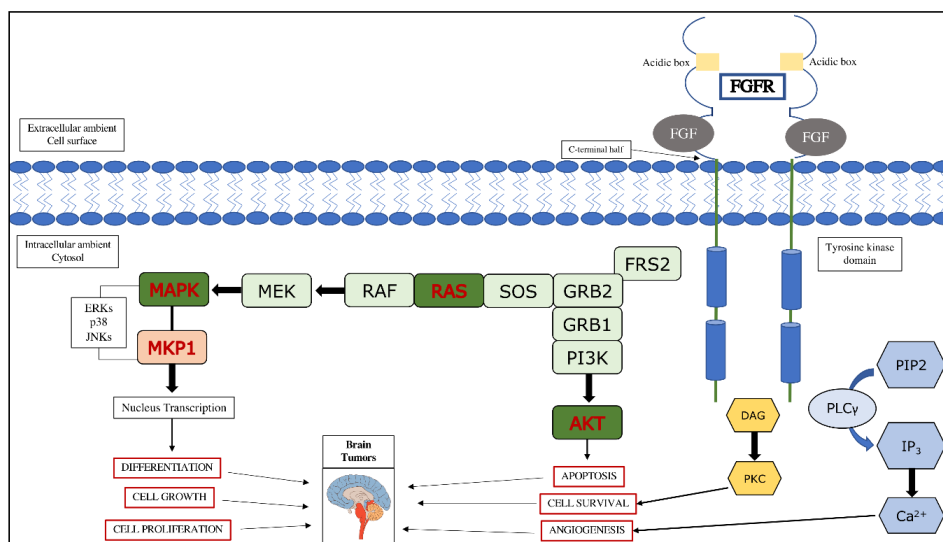 Acidic box
Acidic box
FGFR
FGF
FGF
Extracellular ambient
Cell surface
C-terminal half
Intracellular ambient
Cytosol
Tyrosine kinase
domain
FRS2
MAPK
MEK
RAF
RAS
SOS
GRB2
ERKs
p38
JNKs
GRB1
MKP1
PI3K
PIP2
PLCγ
Nucleus Transcription
AKT
DAG
IP3
Brain
Tumors
DIFFERENTIATION
APOPTOSIS
PKC
CELL GROWTH
CELL SURVIVAL
Ca2+
CELL PROLIFERATION
ANGIOGENESIS